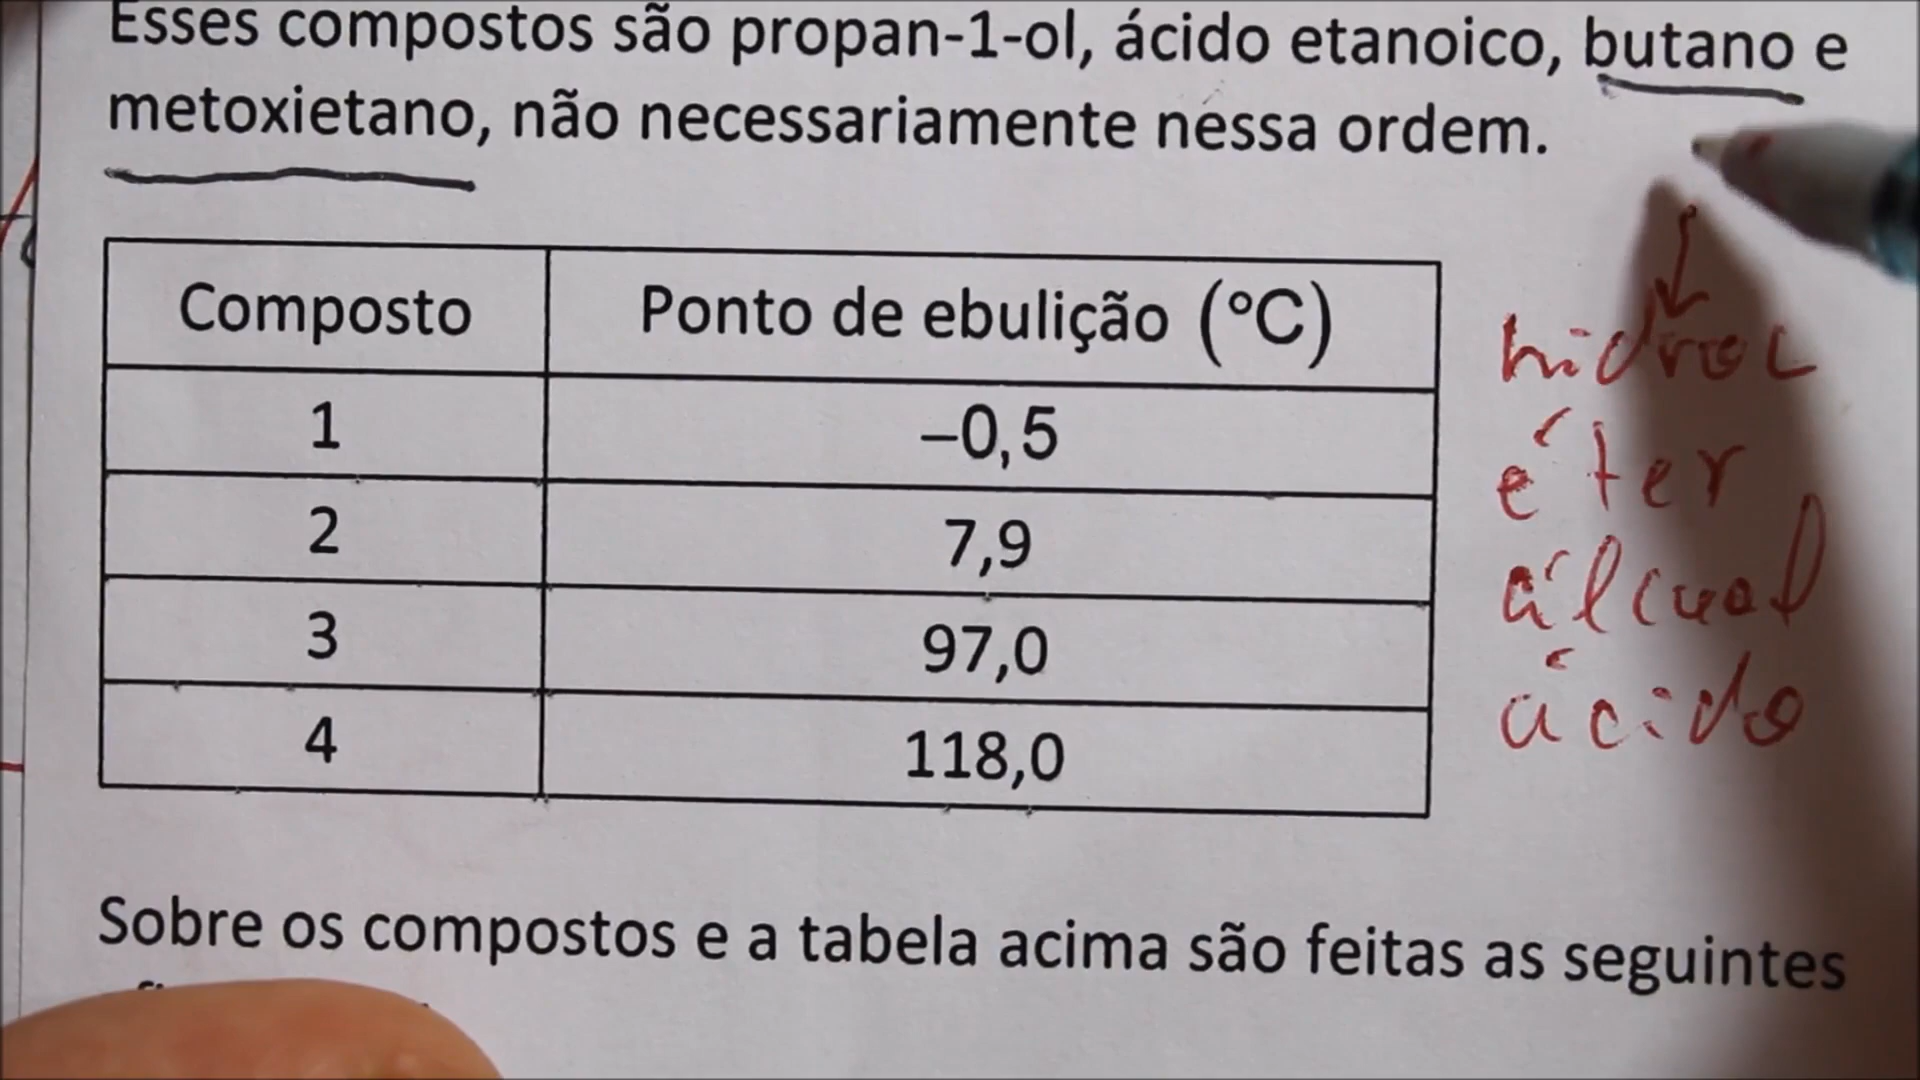 Esses compostos são propan-1-ol, ácido etanoico, butano e
metoxietano, não necessariamente nessa ordem.
Composto Ponto de ebulição (°C)
1 –0,5 hidroc
2 7,9 éter
3 97,0 álcool
4 118,0 ácido
Sobre os compostos e a tabela acima são feitas as seguintes